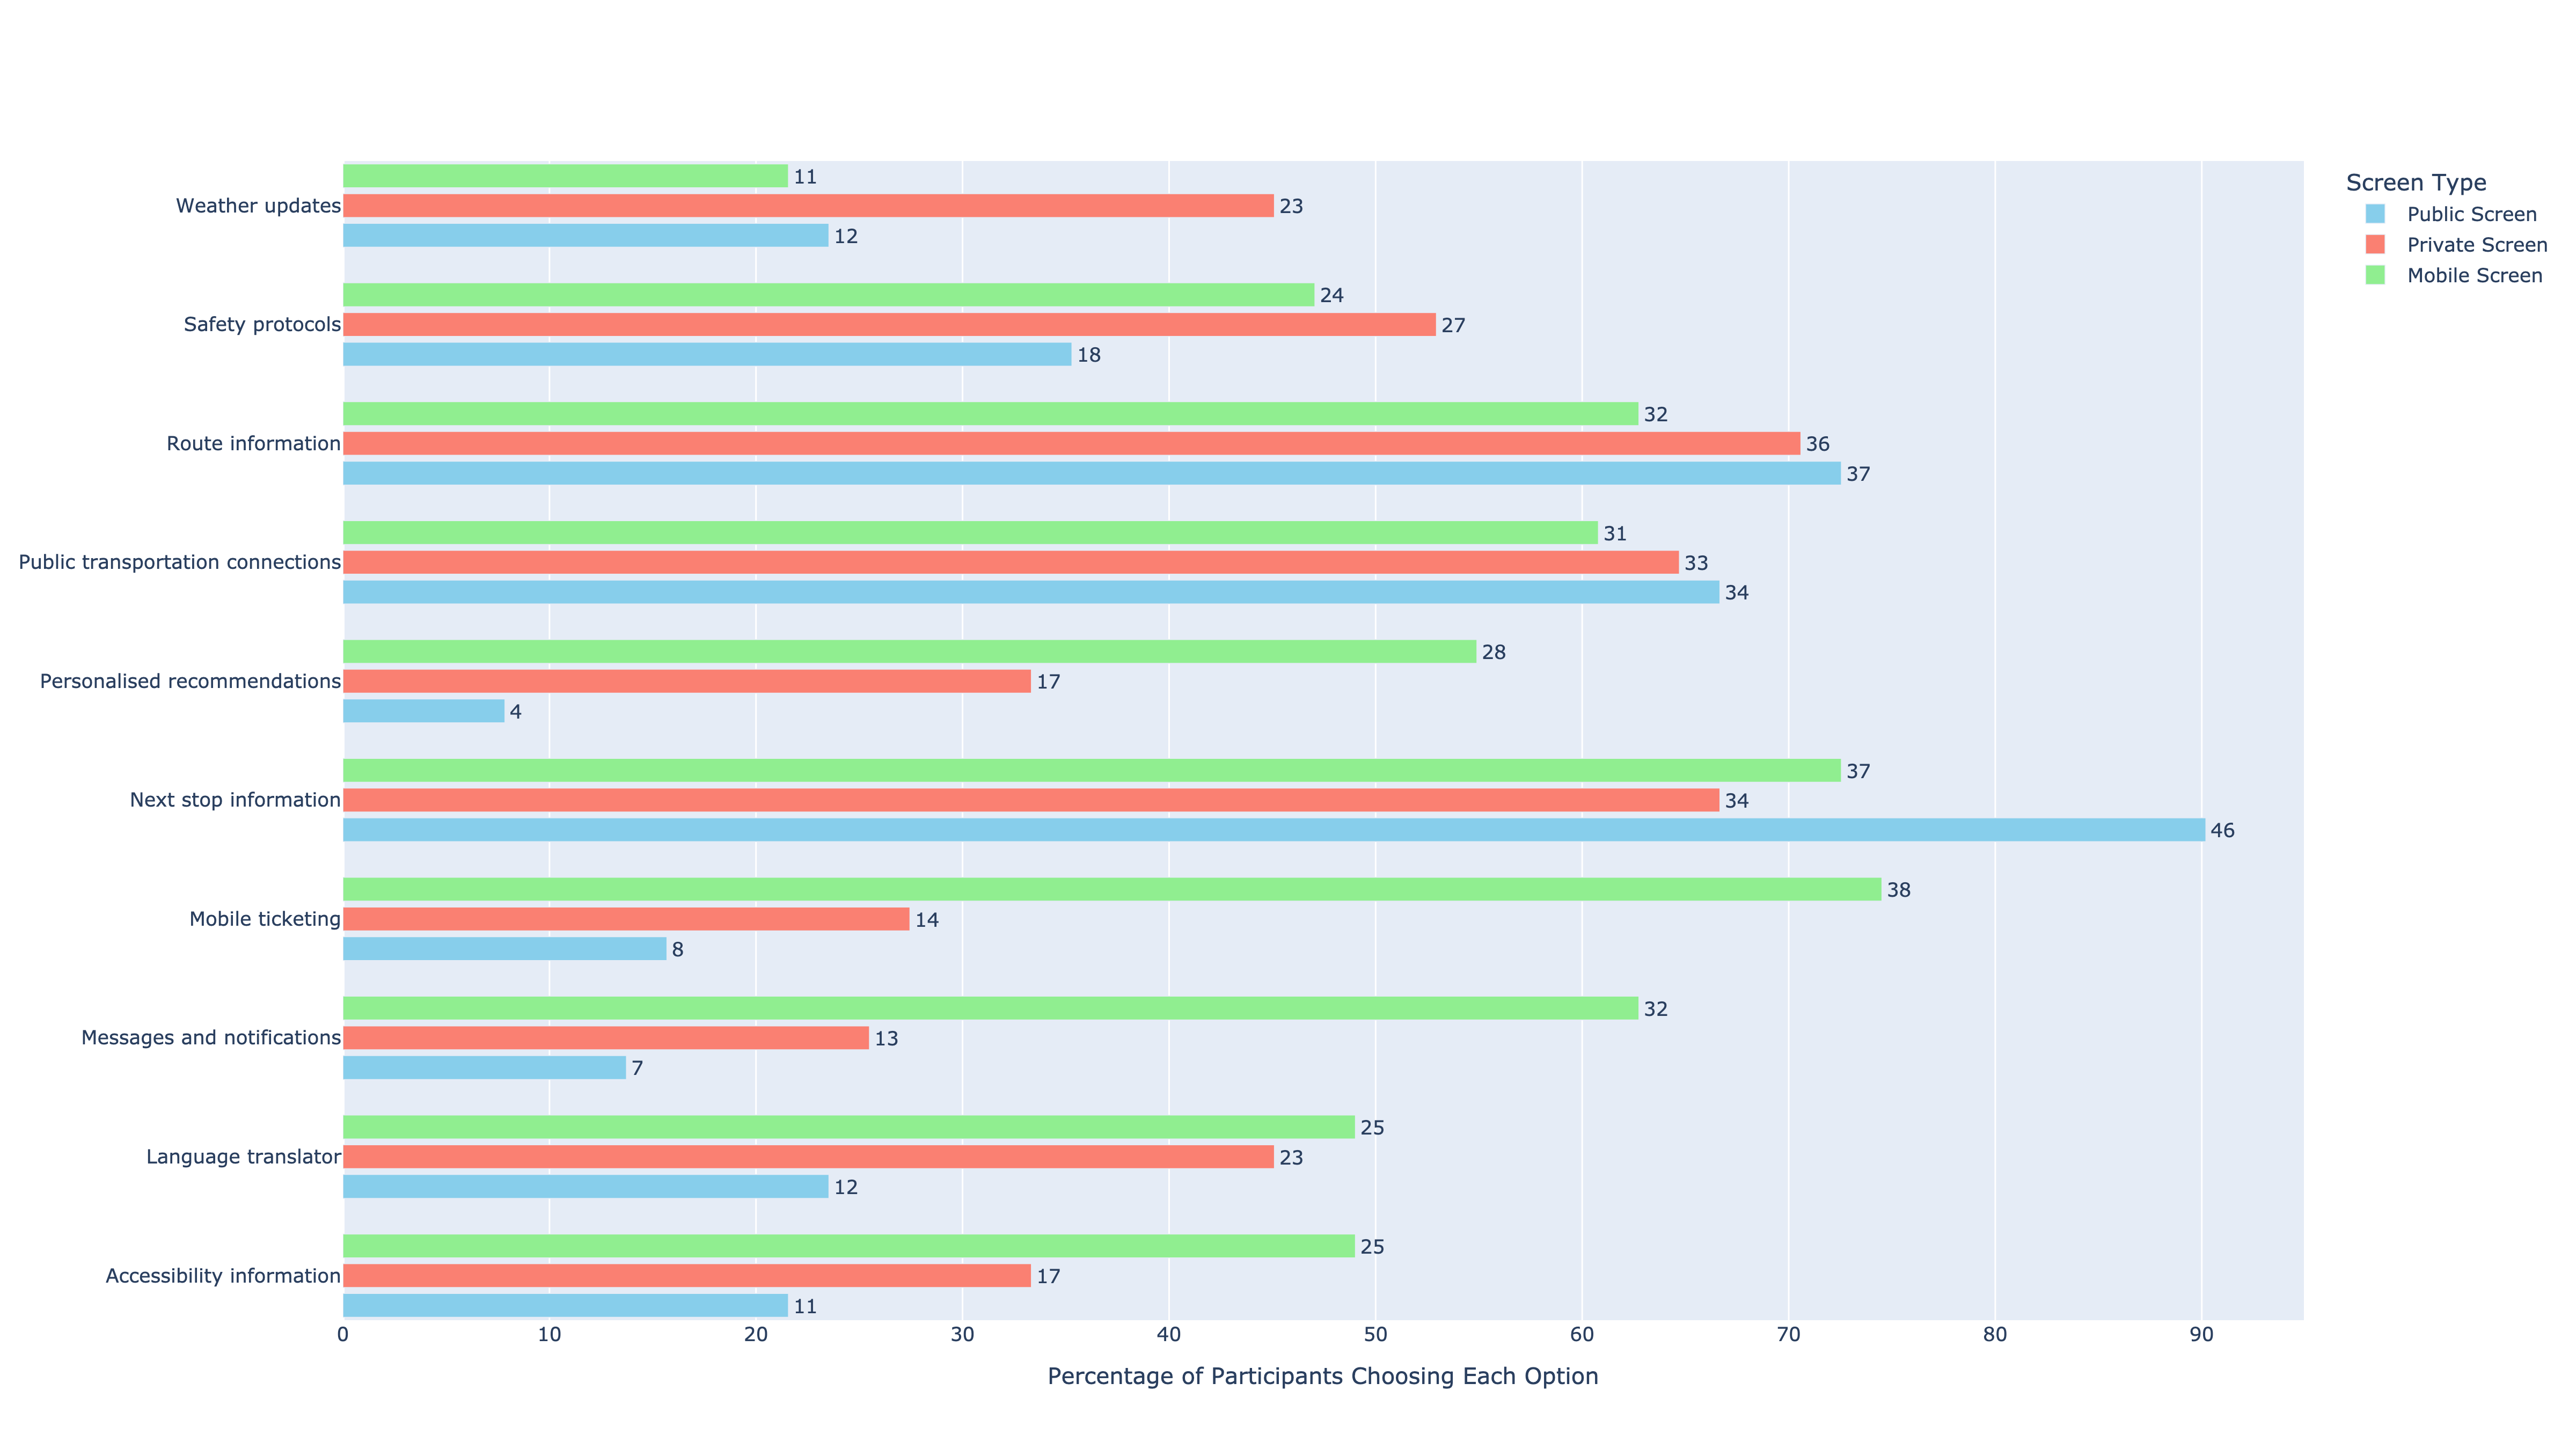 Screen Type
Public Screen
Private Screen
Mobile Screen
Weather updates
11
23
12
Safety protocols
24
27
18
Route information
32
36
37
Public transportation connections
31
33
34
Personalised recommendations
28
17
4
Next stop information
37
34
46
Mobile ticketing
38
14
8
Messages and notifications
32
13
7
Language translator
25
23
12
Accessibility information
25
17
11
0 10 20 30 40 50 60 70 80 90
Percentage of Participants Choosing Each Option